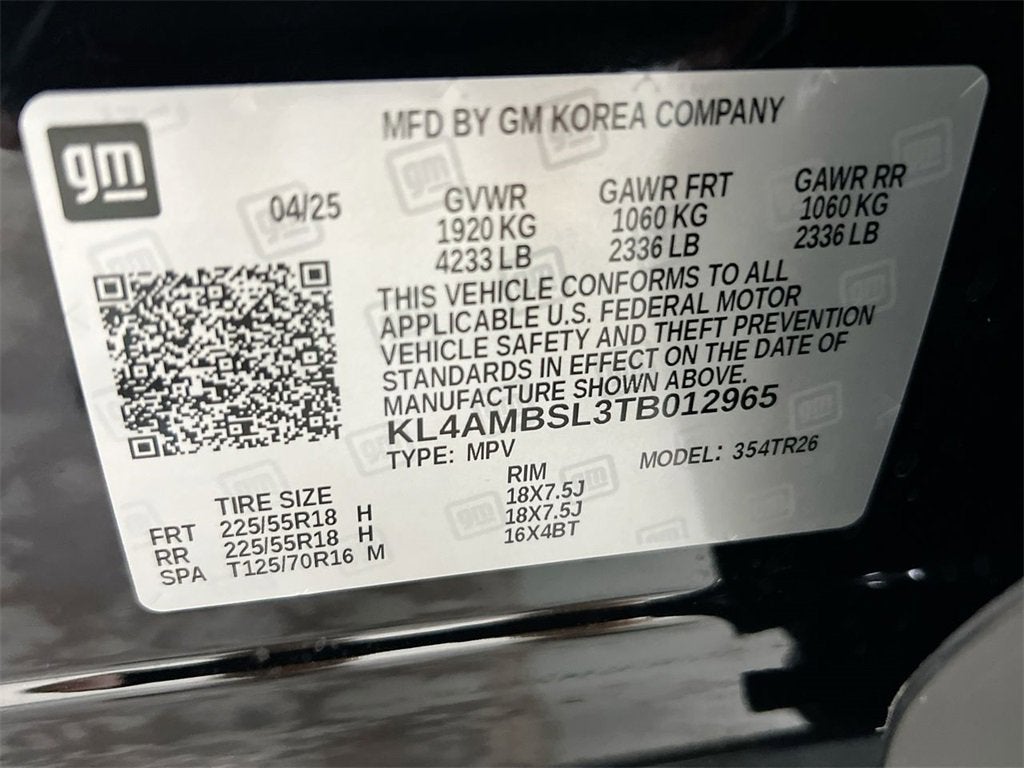 gm
MFD BY GM KOREA COMPANY
04/25
GVWR GAWR FRT GAWR RR
1920 KG 1060 KG 1060 KG
4233 LB 2336 LB 2336 LB
THIS VEHICLE CONFORMS TO ALL
APPLICABLE U.S. FEDERAL MOTOR
VEHICLE SAFETY AND THEFT PREVENTION
STANDARDS IN EFFECT ON THE DATE OF
MANUFACTURE SHOWN ABOVE.
KL4AMBSL3TB012965
TYPE: MPV MODEL: 354TR26
TIRE SIZE RIM
FRT 225/55R18 H 18X7.5J
RR 225/55R18 H 18X7.5J
SPA T125/70R16 M 16X4BT